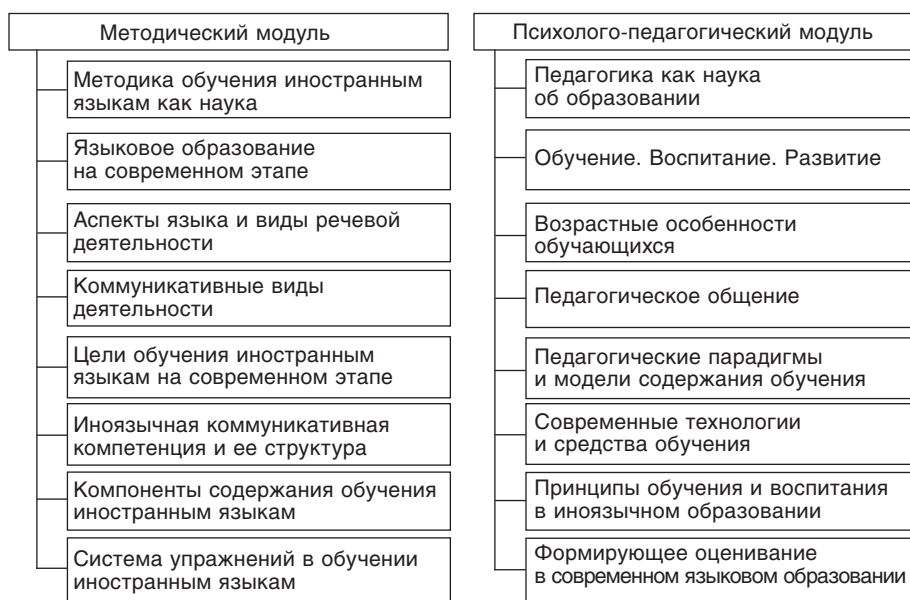 Методический модуль
Методика обучения иностранным
языкам как наука
Языковое образование
на современном этапе
Аспекты языка и виды речевой
деятельности
Коммуникативные виды
деятельности
Цели обучения иностранным
языкам на современном этапе
Иноязычная коммуникативная
компетенция и ее структура
Компоненты содержания обучения
иностранным языкам
Система упражнений в обучении
иностранным языкам
Психолого-педагогический модуль
Педагогика как наука
об образовании
Обучение. Воспитание. Развитие
Возрастные особенности
обучающихся
Педагогическое общение
Педагогические парадигмы
и модели содержания обучения
Современные технологии
и средства обучения
Принципы обучения и воспитания
в иноязычном образовании
Формирующее оценивание
в современном языковом образовании